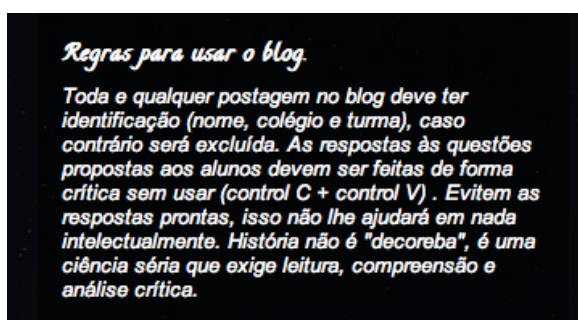 Regras para usar o blog.
Toda e qualquer postagem no blog deve ter
identificação (nome, colégio e turma), caso
contrário será excluída. As respostas às questões
propostas aos alunos devem ser feitas de forma
crítica sem usar (control C + control V) . Evitem as
respostas prontas, isso não lhe ajudará em nada
intelectualmente. História não é "decoreba", é uma
ciência séria que exige leitura, compreensão e
análise crítica.